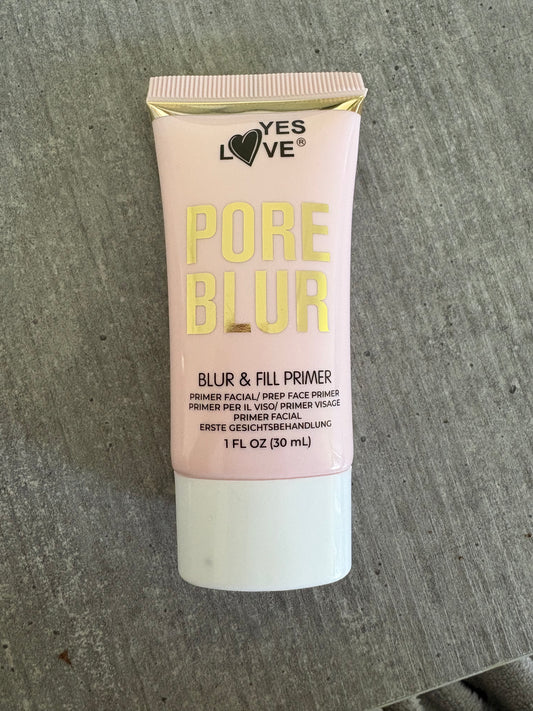 YES
LOVE®
PORE
BLUR
BLUR & FILL PRIMER
PRIMER FACIAL/ PREP FACE PRIMER
PRIMER PER IL VISO/ PRIMER VISAGE
PRIMER FACIAL
ERSTE GESICHTSBEHANDLUNG
1 FL OZ (30 mL)